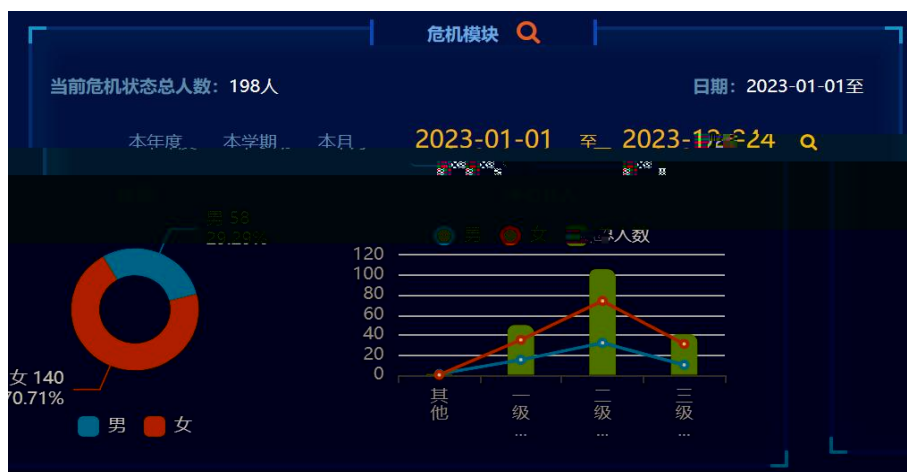 危机模块
当前危机状态总人数：198人
日期：2023-01-01至
本年度 本学期 本月 2023-01-01 至
男 58
29.29%
男 女 总人数
120
100
80
60
40
20
0
女 140
70.71%
男 女
其他 一级... 二级... 三级...